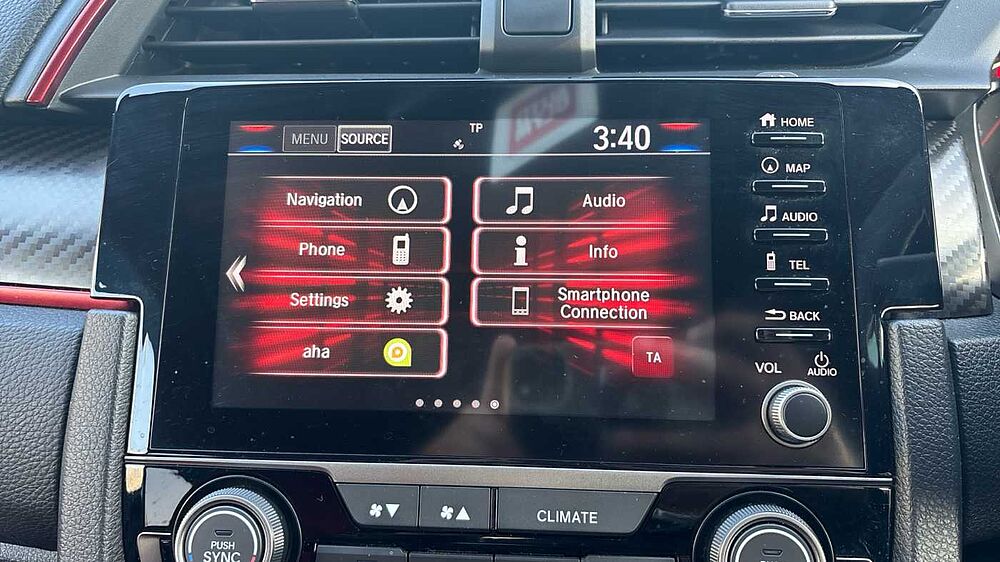 MENU SOURCE TP 3:40
Navigation
Audio
Phone
Info
Settings
Smartphone
Connection
aha
TA
HOME
MAP
AUDIO
TEL
BACK
VOL
AUDIO
CLIMATE
PUSH
SYNC